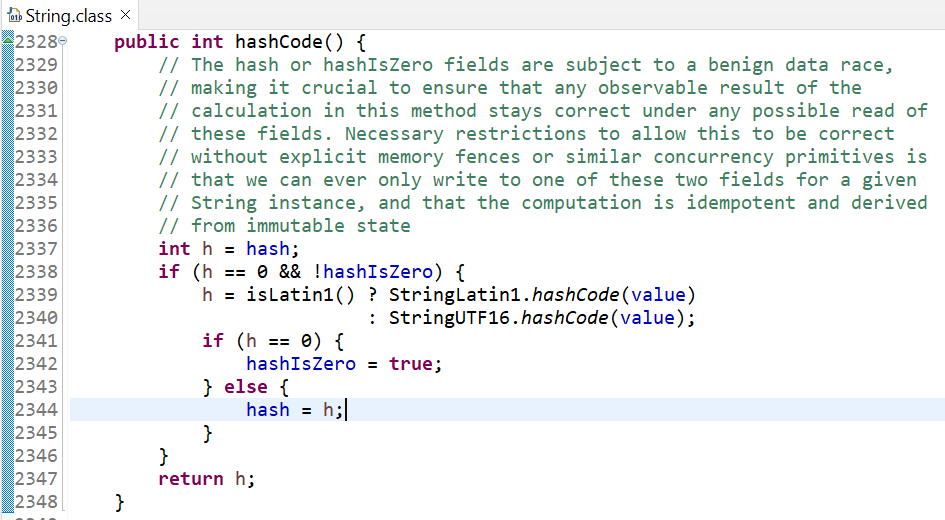 String.class
2328 public int hashCode() {
2329 // The hash or hashIsZero fields are subject to a benign data race,
2330 // making it crucial to ensure that any observable result of the
2331 // calculation in this method stays correct under any possible read of
2332 // these fields. Necessary restrictions to allow this to be correct
2333 // without explicit memory fences or similar concurrency primitives is
2334 // that we can ever only write to one of these two fields for a given
2335 // String instance, and that the computation is idempotent and derived
2336 // from immutable state
2337 int h = hash;
2338 if (h == 0 && !hashIsZero) {
2339 h = isLatin1() ? StringLatin1.hashCode(value)
2340 : StringUTF16.hashCode(value);
2341 if (h == 0) {
2342 hashIsZero = true;
2343 } else {
2344 hash = h;
2345 }
2346 }
2347 return h;
2348 }